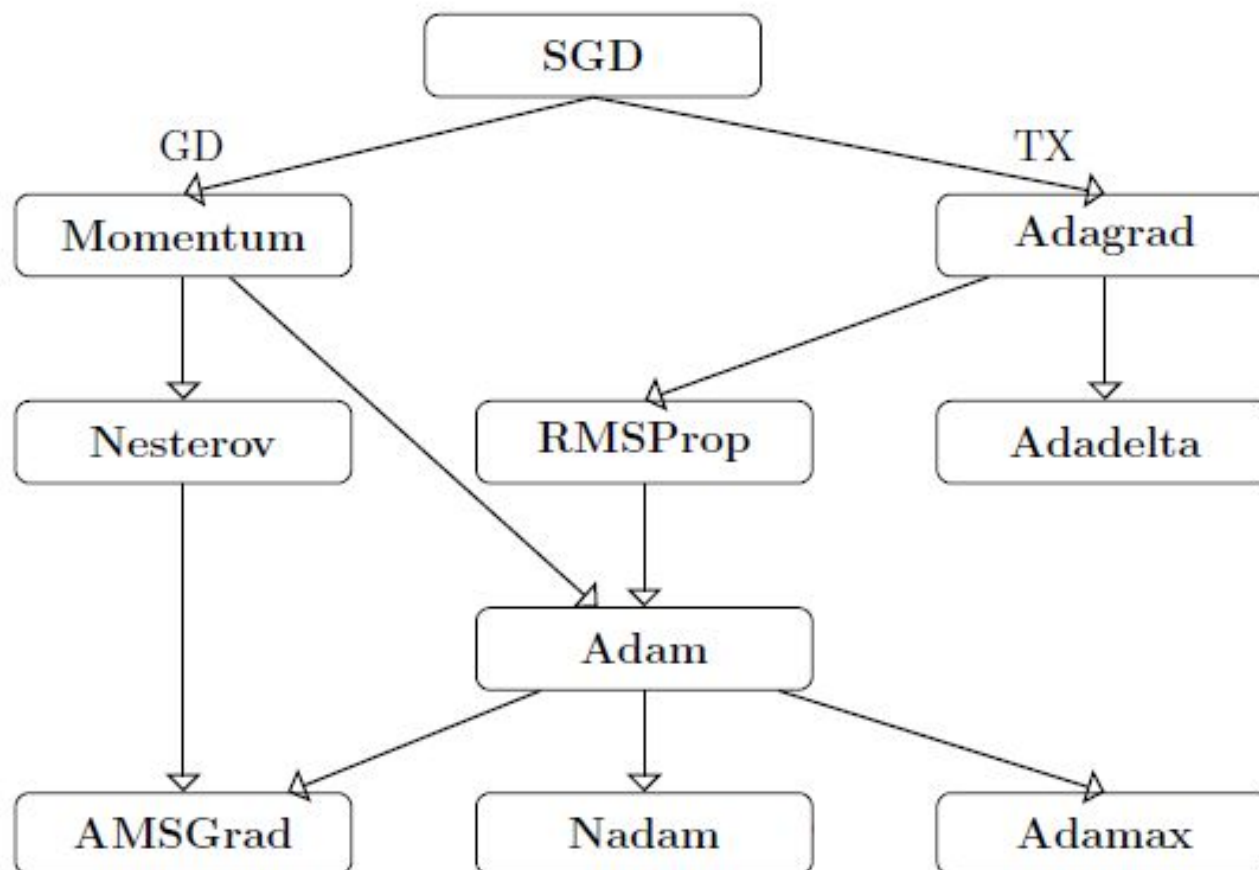 SGD
GD
TX
Momentum
Adagrad
Nesterov
RMSProp
Adadelta
Adam
AMSGrad
Nadam
Adamax